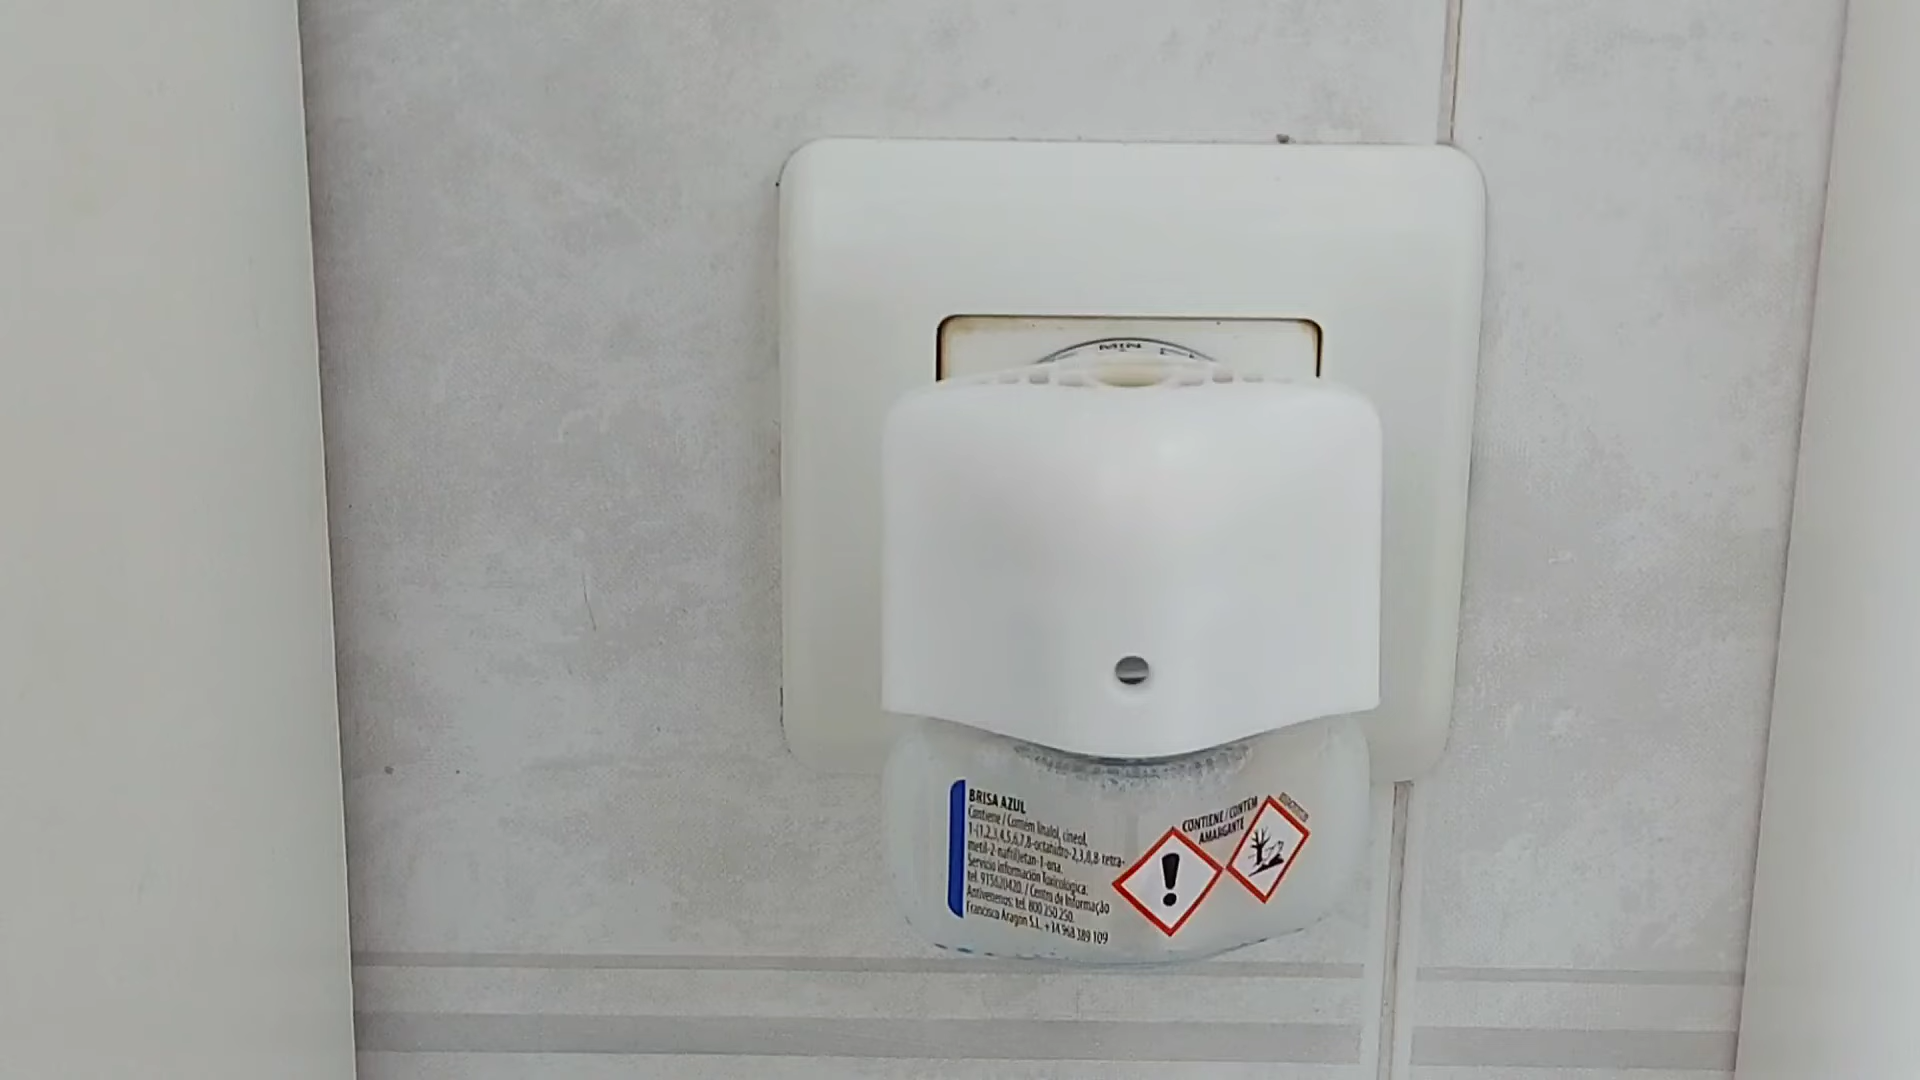 MIN
BRISA AZUL
Contiene / Contém linalol, cineol,
1-(1,2,3,4,5,6,7,8-octahidro-2,3,8,8-tetra-
metil-2-naftil)etan-1-ona.
Servicio Información Toxicológica:
tel. 915620420. / Centro de Informação
Antivenenos: tel. 800 250 250.
Francisco Aragón S.L. +34 968 389 109
CONTIENE / CONTÉM
AMARGANTE